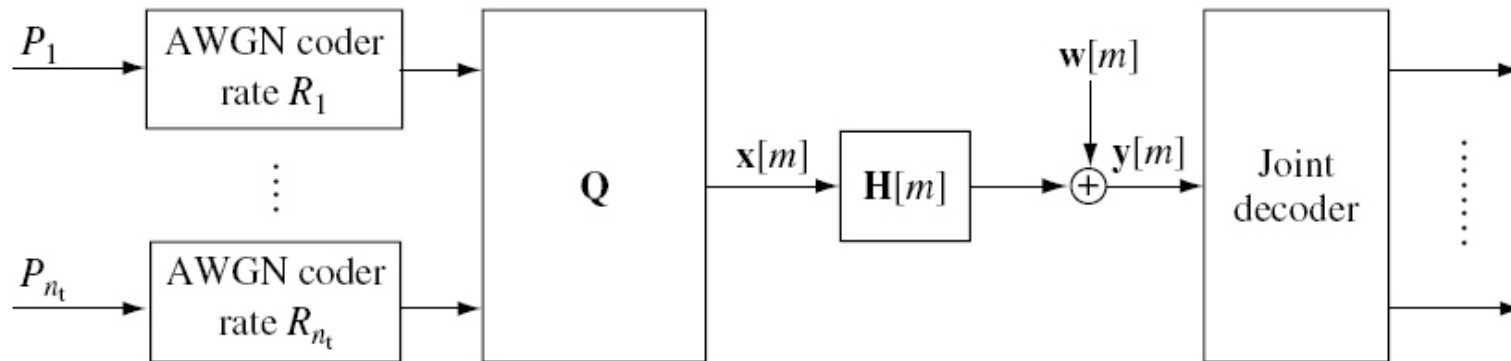 P₁
AWGN coder
rate R₁
Q
x[m]
H[m]
w[m]
+
y[m]
Joint
decoder
Pₙₜ
AWGN coder
rate Rₙₜ